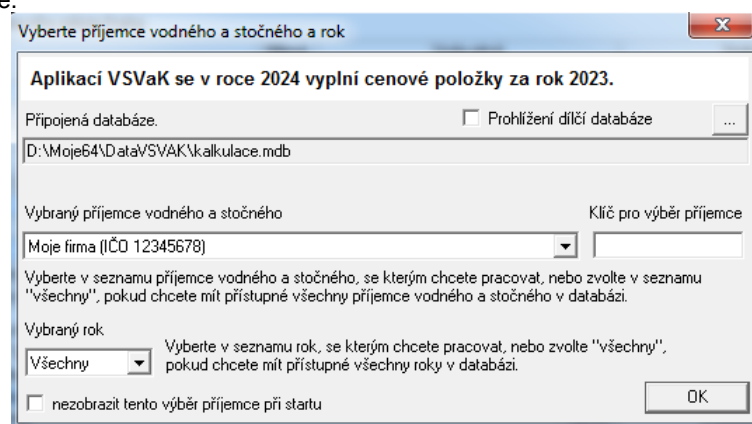 e.
Vyberte příjemce vodného a stočného a rok
x
Aplikací VSVaK se v roce 2024 vyplní cenové položky za rok 2023.
Připojená databáze.
Prohlížení dílčí databáze
...
D:\Moje64\DataVSVAK\kalkulace.mdb
Vybraný příjemce vodného a stočného
Klíč pro výběr příjemce
Moje firma (IČO 12345678)
Vyberte v seznamu příjemce vodného a stočného, se kterým chcete pracovat, nebo zvolte v seznamu
"všechny", pokud chcete mít přístupné všechny příjemce vodného a stočného v databázi.
Vybraný rok
Všechny
Vyberte v seznamu rok, se kterým chcete pracovat, nebo zvolte "všechny",
pokud chcete mít přístupné všechny roky v databázi.
nezobrazit tento výběr příjemce při startu
OK